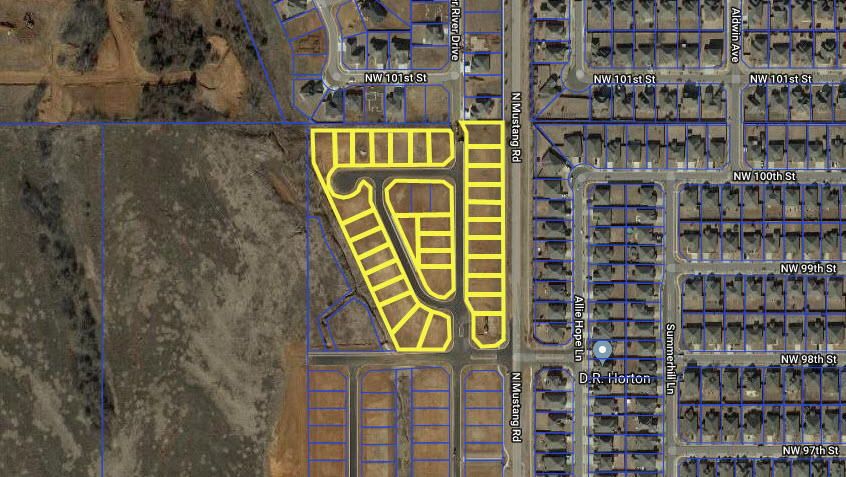 River Drive
Aldwin Ave
NW 101st St
NW 101st St
NW 101st St
N Mustang Rd
NW 100th St
NW 99th St
Allie Hope Ln
Summerhill Ln
D.R. Horton
NW 98th St
N Mustang Rd
NW 97th St